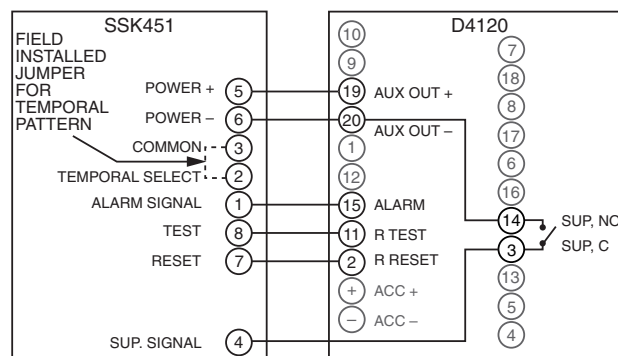 SSK451
D4120
FIELD
INSTALLED
JUMPER
FOR
TEMPORAL
PATTERN
POWER + 5
POWER – 6
COMMON 3
TEMPORAL SELECT 2
ALARM SIGNAL 1
TEST 8
RESET 7
SUP. SIGNAL 4
10
9
19 AUX OUT +
20 AUX OUT –
1
12
15 ALARM
11 R TEST
2 R RESET
+ ACC +
– ACC –
7
18
8
17
6
16
14 SUP, NO
3 SUP, C
13
5
4